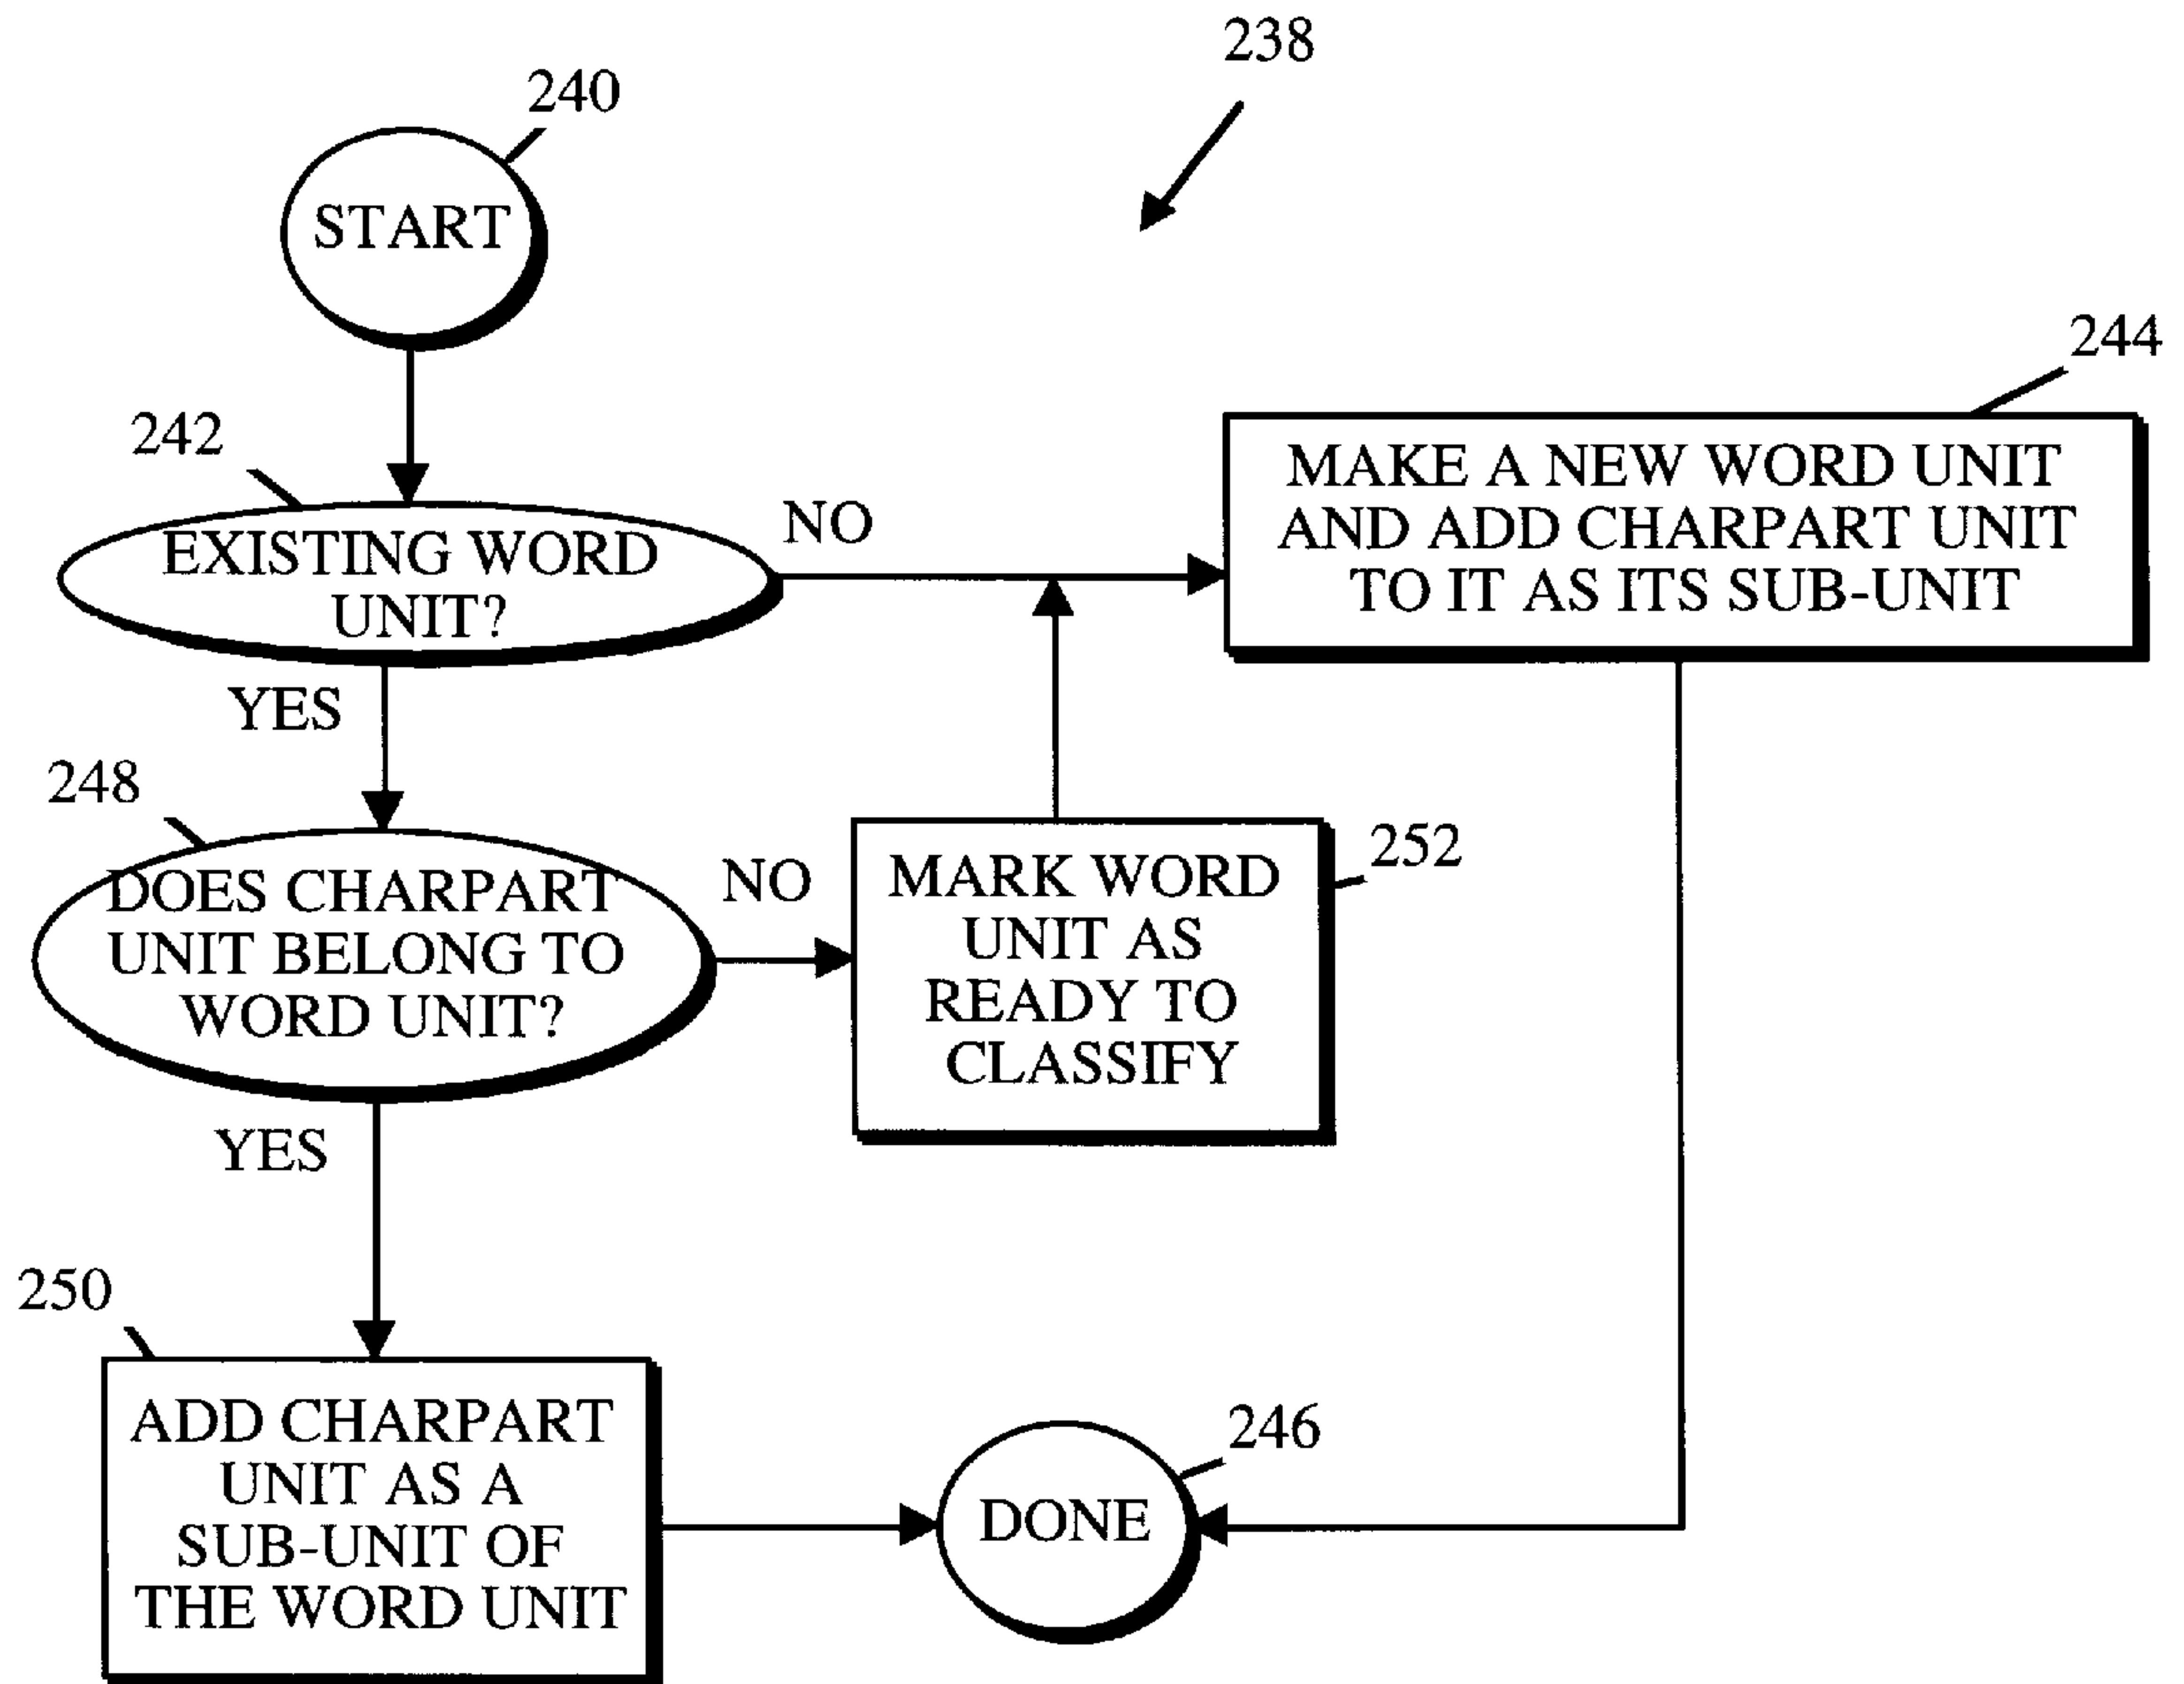 238
240
START
244
242
MAKE A NEW WORD UNIT
AND ADD CHARPART UNIT
TO IT AS ITS SUB-UNIT
NO
EXISTING WORD
UNIT?
YES
248
252
DOES CHARPART
UNIT BELONG TO
WORD UNIT?
NO
MARK WORD
UNIT AS
READY TO
CLASSIFY
YES
250
ADD CHARPART
UNIT AS A
SUB-UNIT OF
THE WORD UNIT
246
DONE